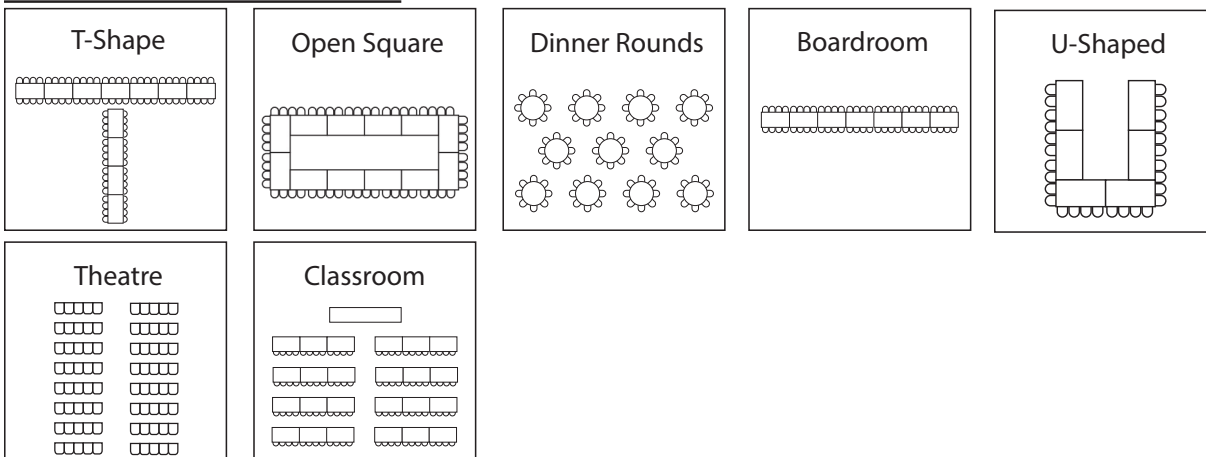 T-Shape
Open Square
Dinner Rounds
Boardroom
U-Shaped
Theatre
Classroom